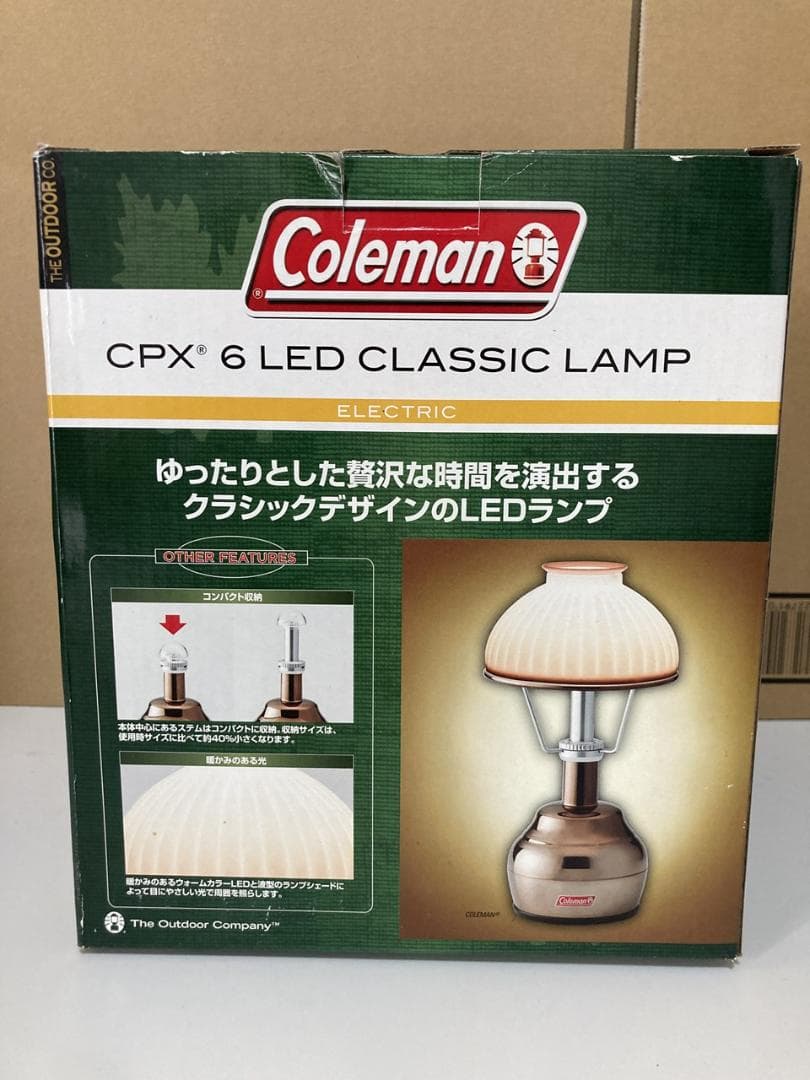 THE OUTDOOR CO.
Coleman
®
CPX® 6 LED CLASSIC LAMP
ELECTRIC
ゆったりとした贅沢な時間を演出する
クラシックデザインのLEDランプ
OTHER FEATURES
コンパクト収納
本体中心にあるステムはコンパクトに収納。収納サイズは、
使用時サイズに比べて約40%小さくなります。
暖かみのある光
暖かみのあるウォームカラーLEDと波型のランプシェードに
よって目にやさしい光で周囲を照らします。
The Outdoor Company™
Coleman
COLEMAN®